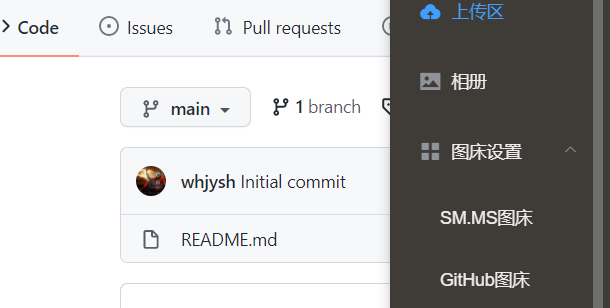 Code
Issues
Pull requests
main
1 branch
whjysh Initial commit
README.md
上传区
相册
图床设置
SM.MS图床
GitHub图床